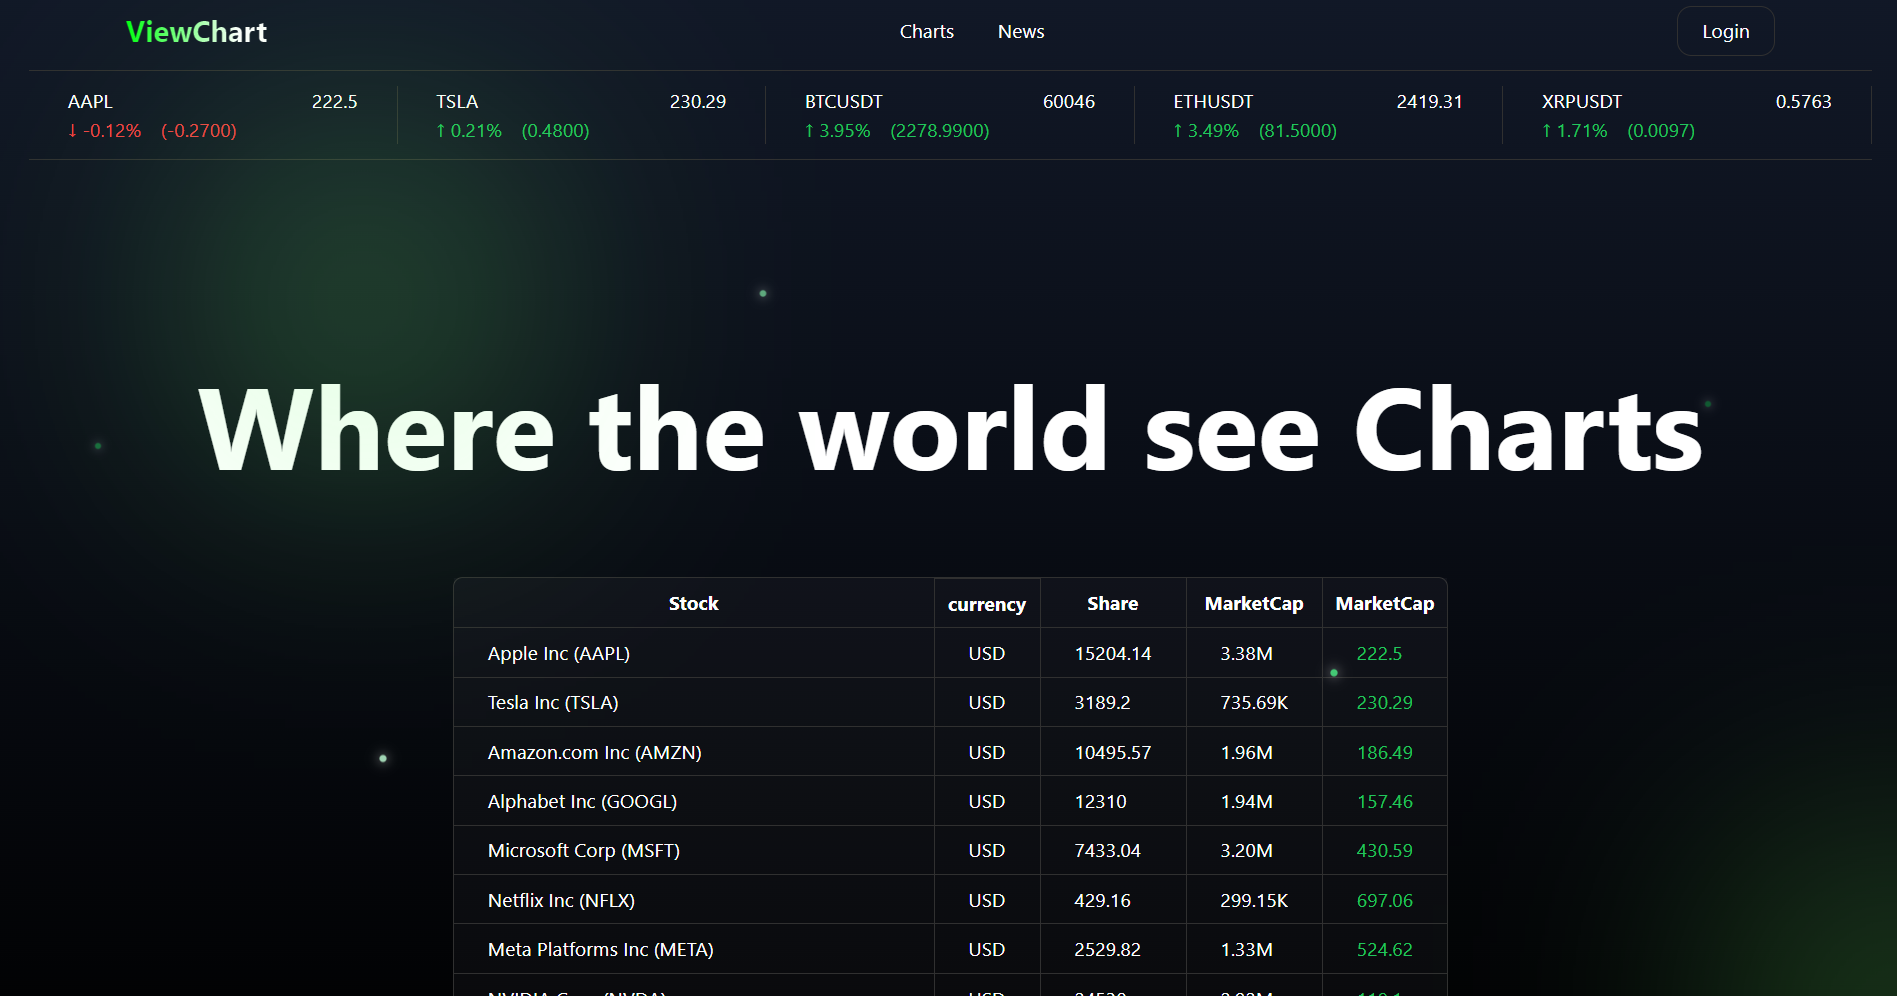 ViewChart Charts News Login
AAPL 222.5 TSLA 230.29 BTCUSDT 60046 ETHUSDT 2419.31 XRPUSDT 0.5763
↓ -0.12% (-0.2700) ↑ 0.21% (0.4800) ↑ 3.95% (2278.9900) ↑ 3.49% (81.5000) ↑ 1.71% (0.0097)
Where the world see Charts
Stock currency Share MarketCap MarketCap
Apple Inc (AAPL) USD 15204.14 3.38M 222.5
Tesla Inc (TSLA) USD 3189.2 735.69K 230.29
Amazon.com Inc (AMZN) USD 10495.57 1.96M 186.49
Alphabet Inc (GOOGL) USD 12310 1.94M 157.46
Microsoft Corp (MSFT) USD 7433.04 3.20M 430.59
Netflix Inc (NFLX) USD 429.16 299.15K 697.06
Meta Platforms Inc (META) USD 2529.82 1.33M 524.62